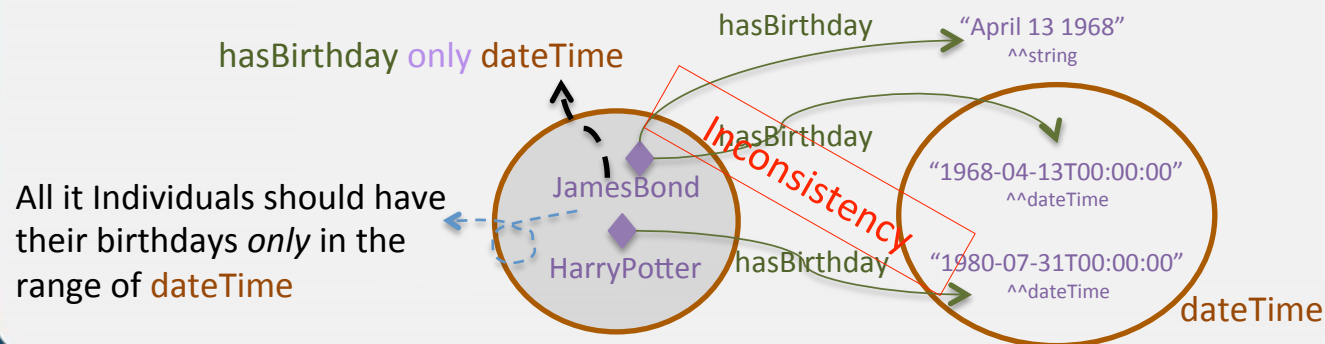 hasBirthday
“April 13 1968”
^^string
hasBirthday only dateTime
hasBirthday
Inconsistency
“1968-04-13T00:00:00”
^^dateTime
JamesBond
All it Individuals should have
their birthdays only in the
range of dateTime
HarryPotter
hasBirthday
“1980-07-31T00:00:00”
^^dateTime
dateTime